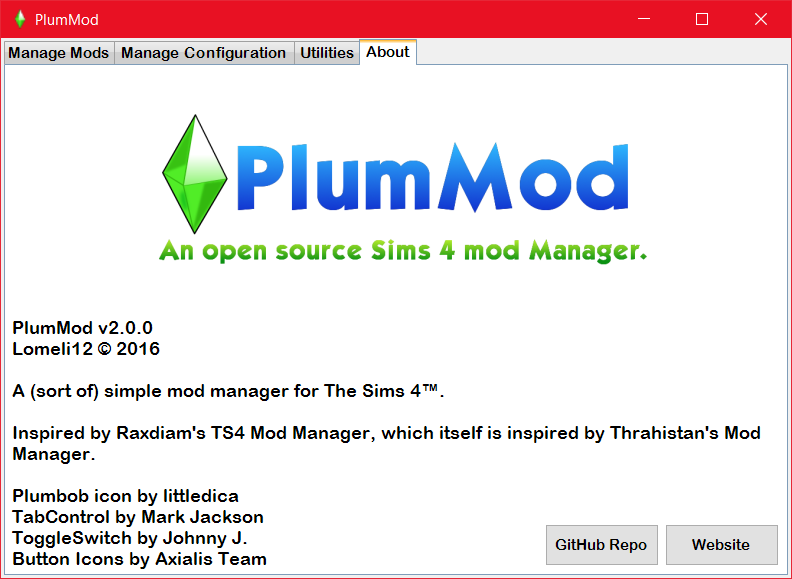 PlumMod
Manage Mods Manage Configuration Utilities About
PlumMod
An open source Sims 4 mod Manager.
PlumMod v2.0.0
Lomeli12 © 2016
A (sort of) simple mod manager for The Sims 4™.
Inspired by Raxdiam's TS4 Mod Manager, which itself is inspired by Thrahistan's Mod
Manager.
Plumbob icon by littledica
TabControl by Mark Jackson
ToggleSwitch by Johnny J.
Button Icons by Axialis Team
GitHub Repo Website